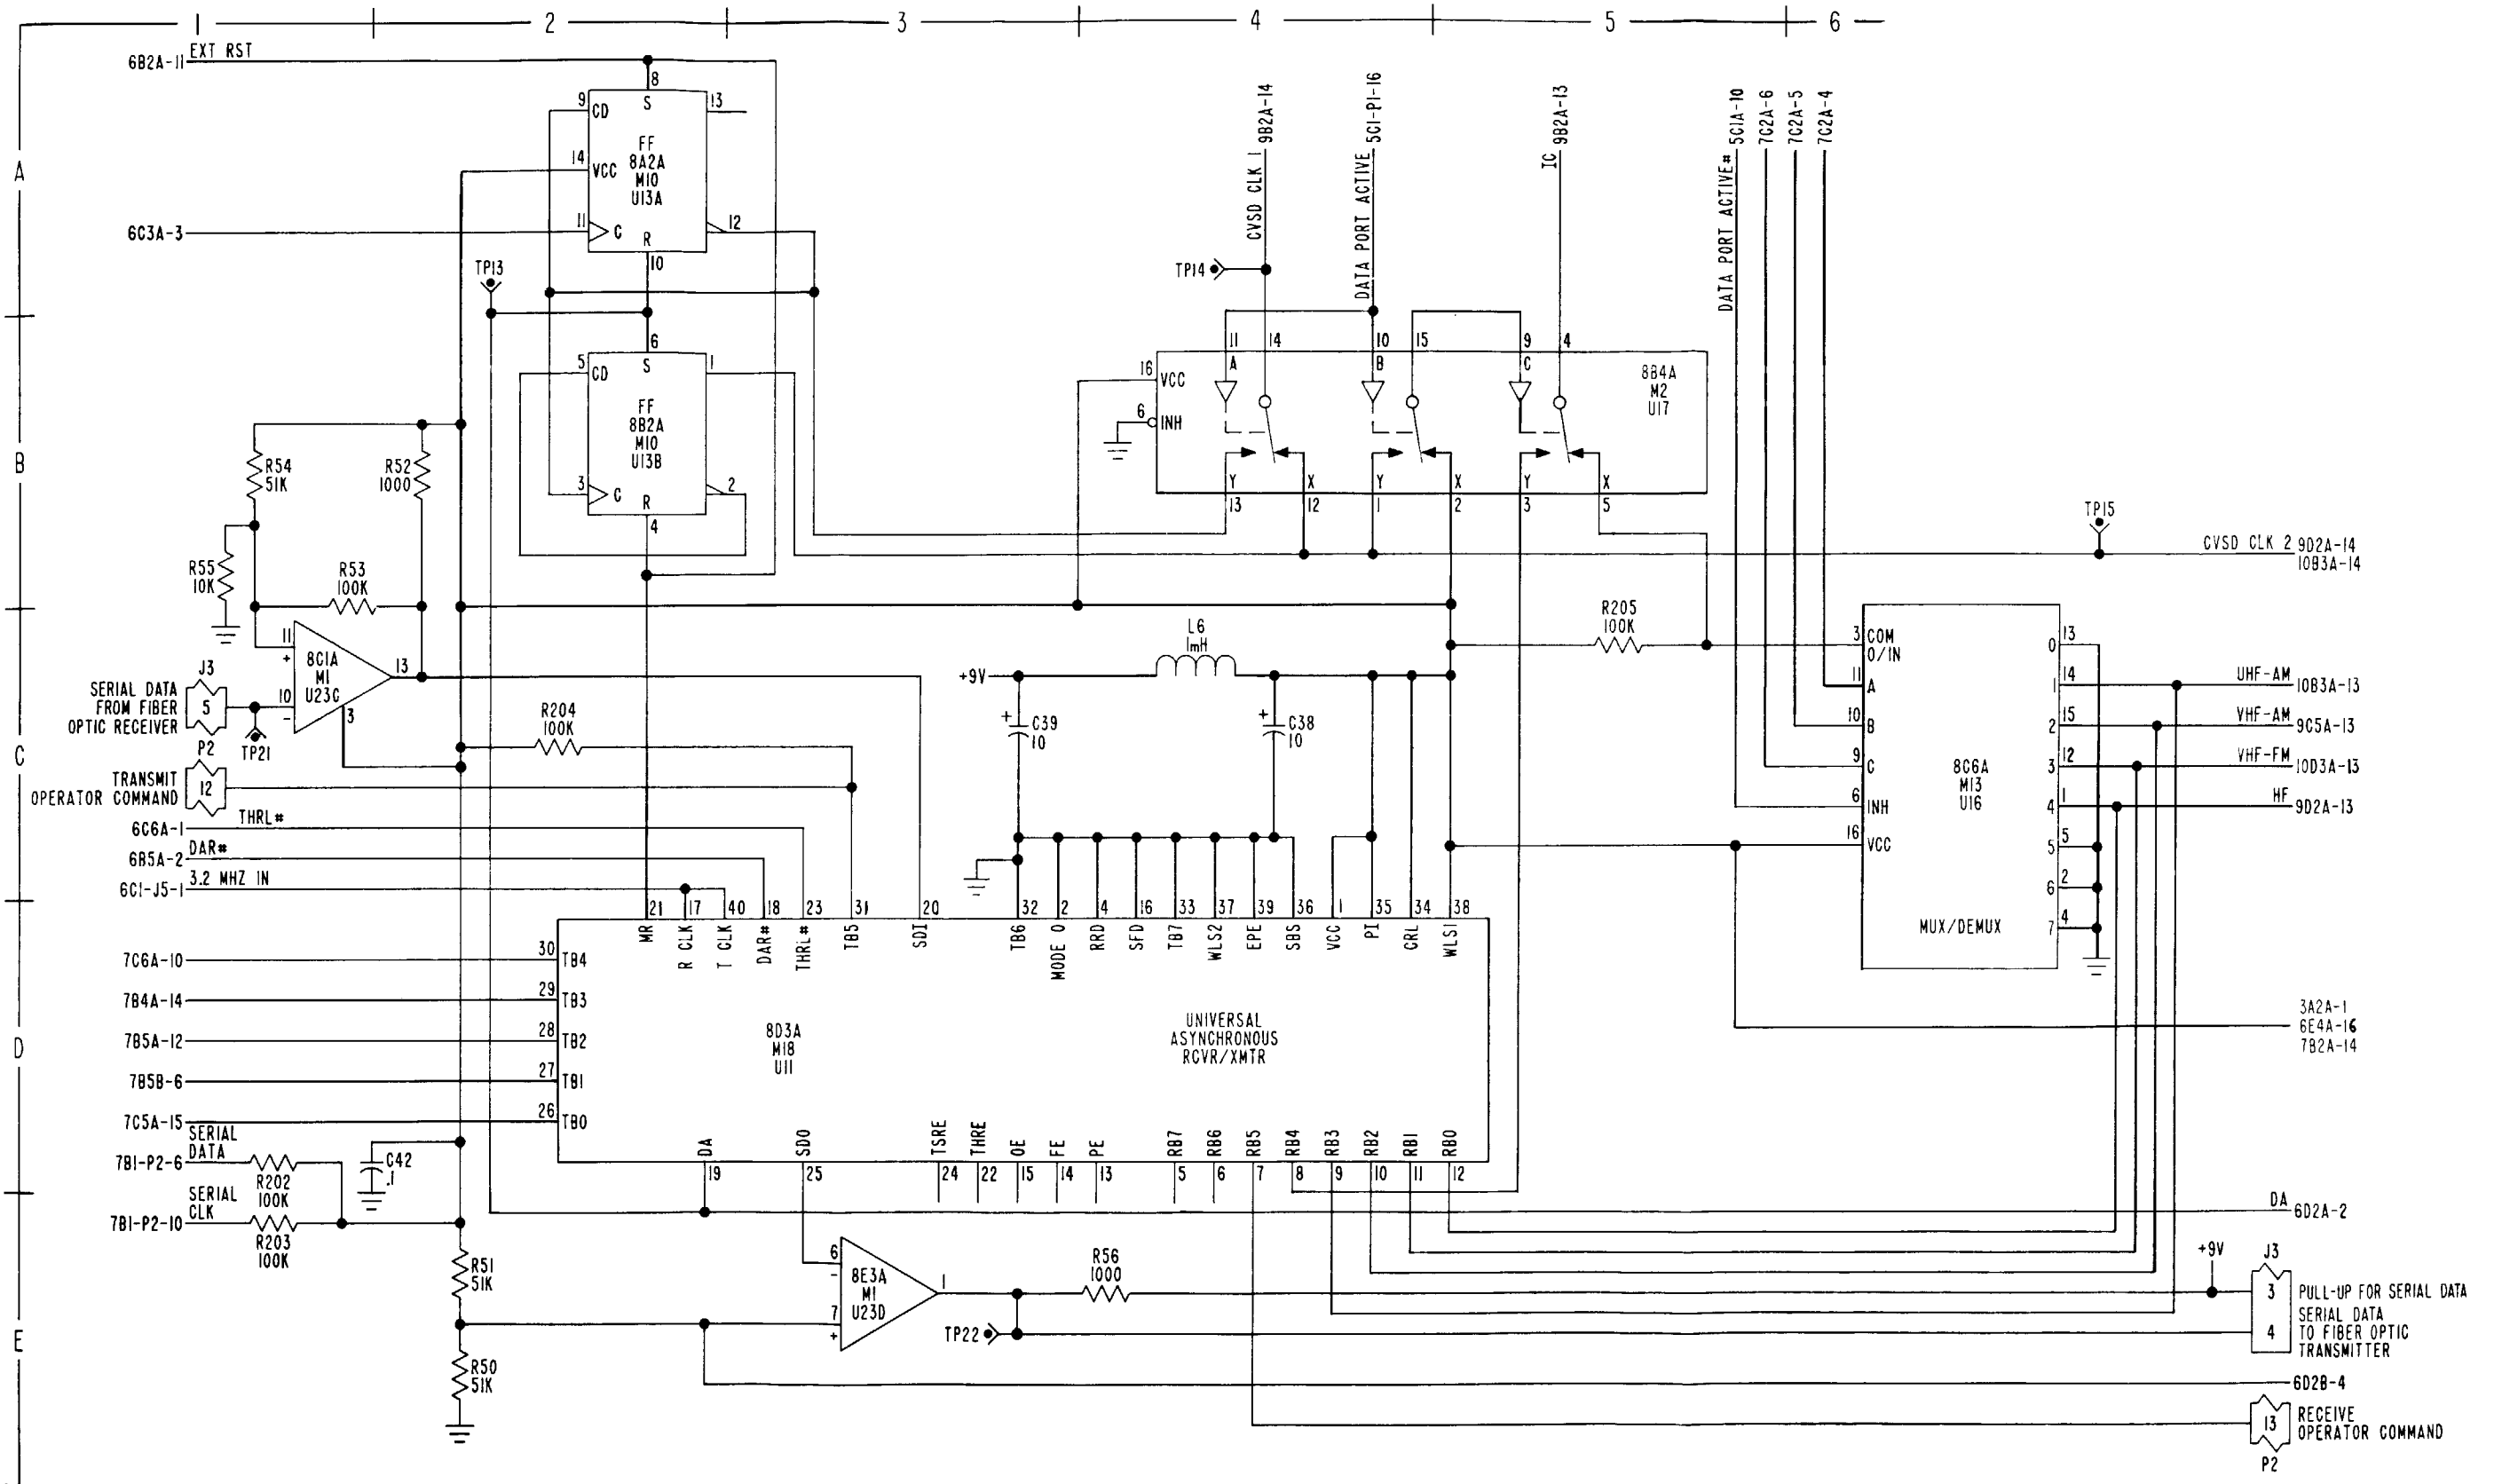 1 2 3 4 5 6
A
B
C
D
E
6B2A-11 EXT RST
8
9 CD S 13
FF
8A2A
M10
U13A
14 VCC
6C3A-3
11 C R 12
10
TP13
6
5 CD S 1
FF
8B2A
M10
U13B
3 C R 2
4
CVSD CLK 1 9B2A-14
DATA PORT ACTIVE 5C1-P1-16
IC 9B2A-13
DATA PORT ACTIVE# 5C1A-10
7C2A-6
7C2A-5
7C2A-4
TP14
11 14 10 15 9 4
16 VCC A B C
6 INH
8B4A
M2
U17
Y X Y X Y X
13 12 1 2 3 5
R54
51K
R52
1000
R55
10K
R53
100K
TP15
CVSD CLK 2 9D2A-14
10B3A-14
11
+
8C1A
M1
U23C
13
10
-
3
J3
5
SERIAL DATA
FROM FIBER
OPTIC RECEIVER
TP21
P2
12
TRANSMIT
OPERATOR COMMAND
R204
100K
6C6A-1 THRL#
6B5A-2 DAR#
6C1-J5-1 3.2 MHZ IN
+9V
L6
1mH
+ C39
10
+ C38
10
R205
100K
3 COM
O/IN
11 A
10 B
9 C
6 INH
16 VCC
8C6A
M13
U16
MUX/DEMUX
0 13
1 14 UHF-AM 10B3A-13
2 15 VHF-AM 9C5A-13
3 12 VHF-FM 10D3A-13
4 1 HF 9D2A-13
5 5
6 2
7 4
3A2A-1
6E4A-16
7B2A-14
21 17 40 18 23 31 20 32 2 4 16 33 37 39 36 1 35 34 38
MR R CLK T CLK DAR# THRL# TB5 SDI TB6 MODE O RRD SFD TB7 WLS2 EPE SBS VCC PI CRL WLS1
7C6A-10 30 TB4
7B4A-14 29 TB3
7B5A-12 28 TB2
7B5B-6 27 TB1
7C5A-15 26 TB0
8D3A
M18
U11
UNIVERSAL
ASYNCHRONOUS
RCVR/XMTR
DA SDO TSRE THRE OE FE PE RB7 RB6 RB5 RB4 RB3 RB2 RB1 RB0
19 25 24 22 15 14 13 5 6 7 8 9 10 11 12
SERIAL
DATA
7B1-P2-6
R202
100K
C42
.1
SERIAL
CLK
7B1-P2-10
R203
100K
R51
51K
R50
51K
6
-
8E3A
M1
U23D
1
7
+
R56
1000
TP22
DA 6D2A-2
+9V
J3
3 PULL-UP FOR SERIAL DATA
4 SERIAL DATA
TO FIBER OPTIC
TRANSMITTER
6D2B-4
13 RECEIVE
OPERATOR COMMAND
P2